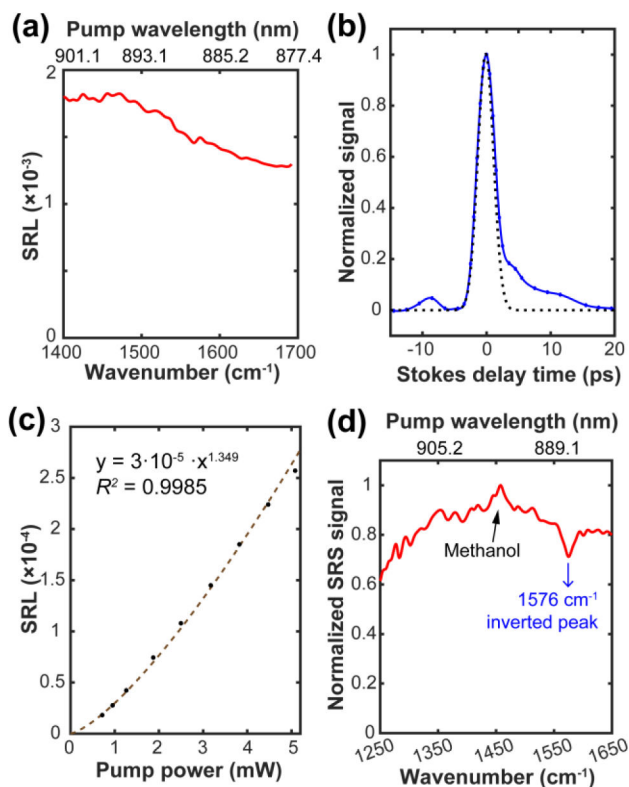 (a)
Pump wavelength (nm)
901.1 893.1 885.2 877.4
2
1
0
SRL (×10⁻³)
1400 1500 1600 1700
Wavenumber (cm⁻¹)
(b)
1
0.8
0.6
0.4
0.2
0
Normalized signal
-10 0 10 20
Stokes delay time (ps)
(c)
3
2.5
2
1.5
1
0.5
0
SRL (×10⁻⁴)
y = 3·10⁻⁵ ·x¹·³⁴⁹
R² = 0.9985
0 1 2 3 4 5
Pump power (mW)
(d)
Pump wavelength (nm)
905.2 889.1
1
0.8
0.6
0.4
0.2
0
Normalized SRS signal
Methanol
1576 cm⁻¹
inverted peak
1250 1350 1450 1550 1650
Wavenumber (cm⁻¹)